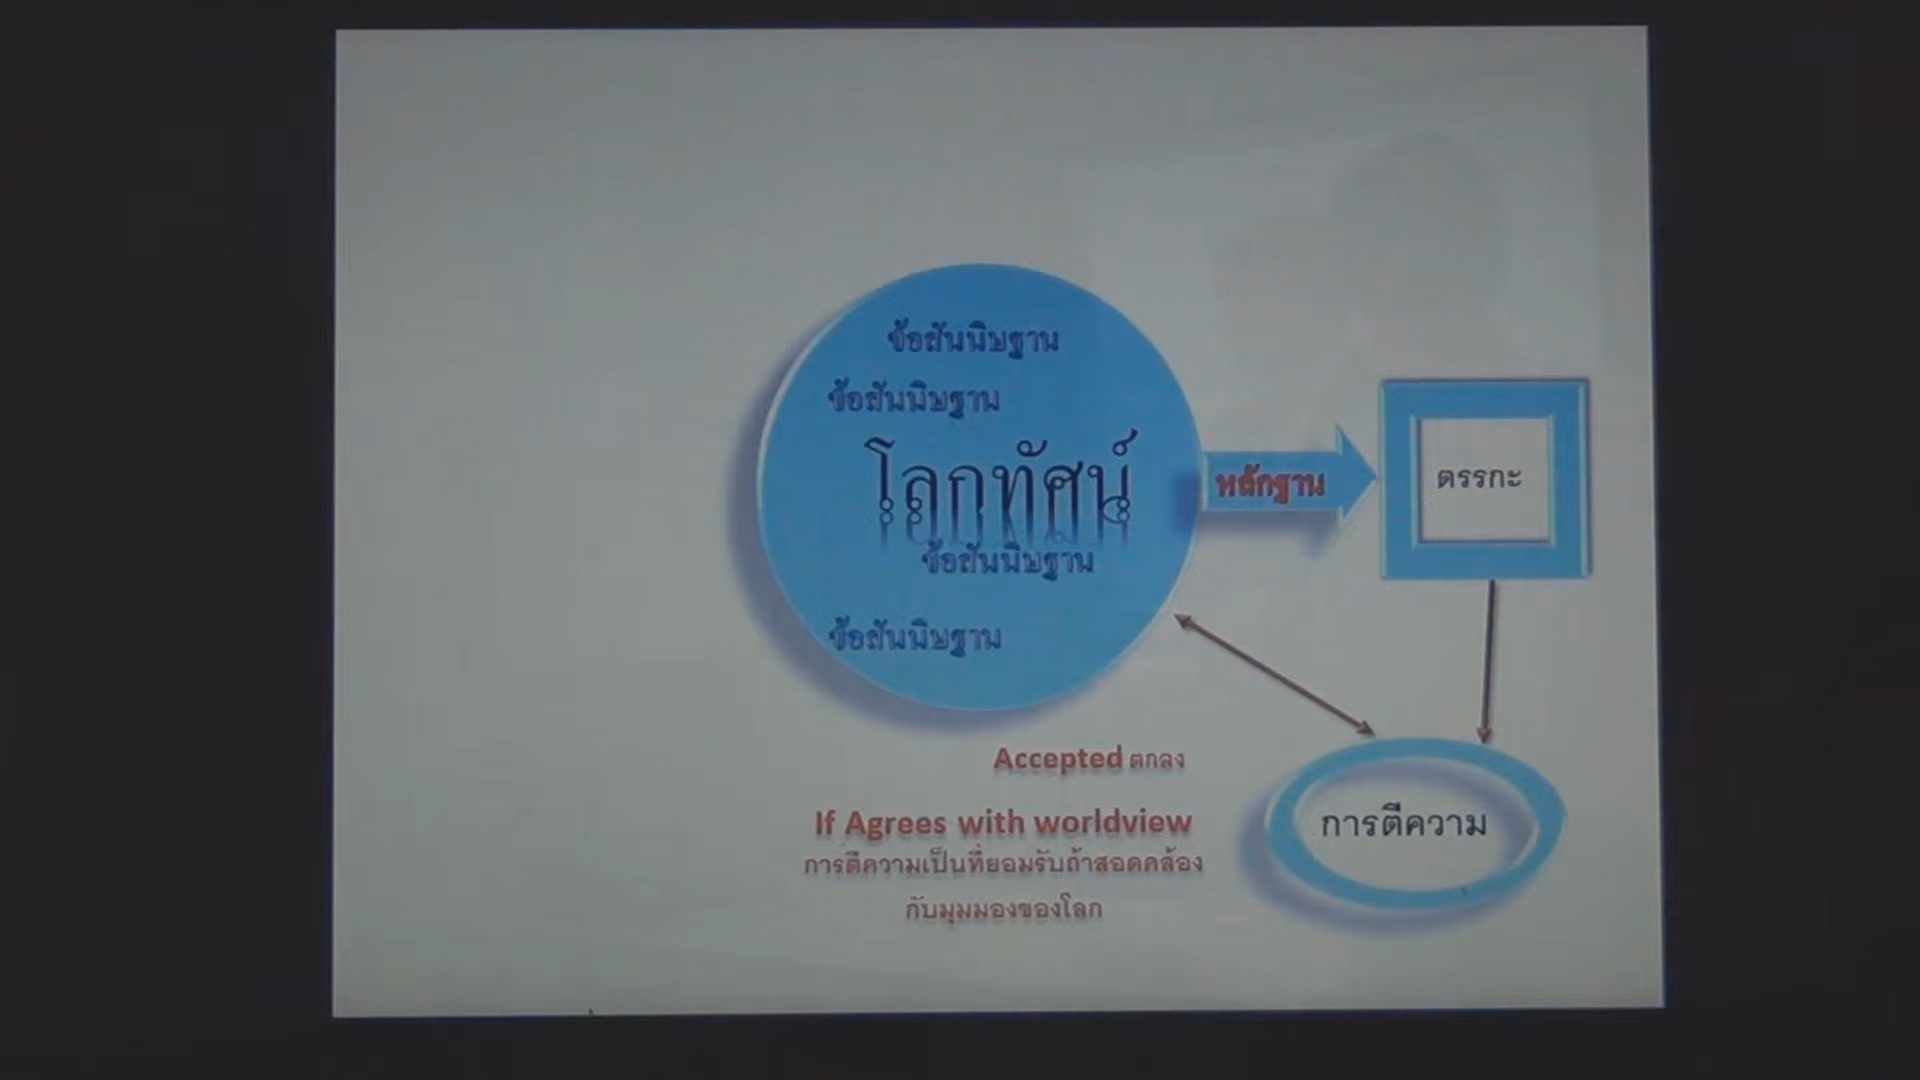 ข้อสันนิษฐาน
ข้อสันนิษฐาน
โลกทัศน์
ข้อสันนิษฐาน
ข้อสันนิษฐาน
หลักฐาน
ตรรกะ
การตีความ
Accepted ตกลง
If Agrees with worldview
การตีความเป็นที่ยอมรับถ้าสอดคล้อง
กับมุมมองของโลก